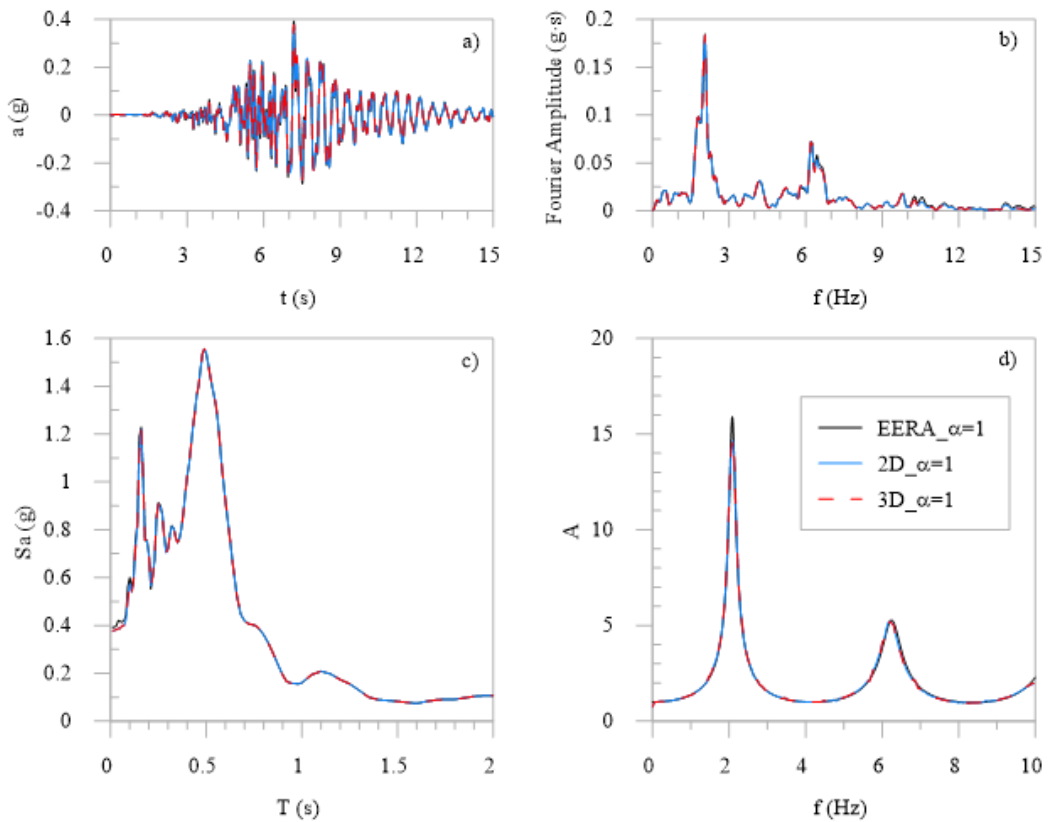 a)
a (g)
0.4
0.2
0
-0.2
-0.4
0 3 6 9 12 15
t (s)
b)
Fourier Amplitude (g·s)
0.2
0.15
0.1
0.05
0
0 3 6 9 12 15
f (Hz)
c)
Sa (g)
1.6
1.4
1.2
1
0.8
0.6
0.4
0.2
0
0 0.5 1 1.5 2
T (s)
d)
A
20
15
10
5
0
EERA_α=1
2D_α=1
3D_α=1
0 2 4 6 8 10
f (Hz)